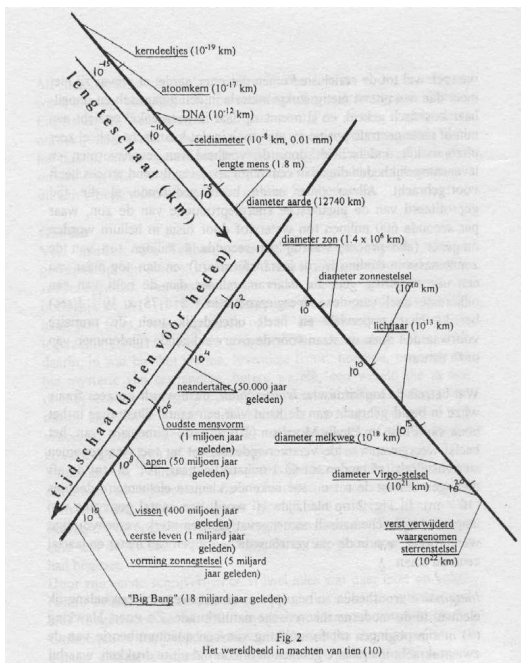 kerndeeltjes (10⁻¹⁹ km)
10⁻¹⁵
atoomkern (10⁻¹⁷ km)
DNA (10⁻¹² km)
10⁻¹⁰
celdiameter (10⁻⁸ km, 0.01 mm)
lengteschaal (km)
lengte mens (1.8 m)
10⁻⁵
diameter aarde (12740 km)
1
diameter zon (1.4 x 10⁶ km)
diameter zonnestelsel
(10¹⁰ km)
10²
10⁵
lichtjaar (10¹³ km)
tijdschaal (jaren vóór heden)
10⁴
10¹⁰
neandertaler (50.000 jaar
geleden)
10⁶
oudste mensvorm
(1 miljoen jaar
geleden)
10¹⁵
diameter melkweg (10¹⁸ km)
10⁸
apen (50 miljoen jaar
geleden)
diameter Virgo-stelsel
(10²¹ km)
10²⁰
10¹⁰
vissen (400 miljoen geleden)
eerste leven (1 miljard jaar
geleden)
vorming zonnestelsel (5 miljard
jaar geleden)
verst verwijderd
waargenomen
sterrenstelsel
(10²² km)
"Big Bang" (18 miljard jaar geleden)
Fig. 2
Het wereldbeeld in machten van tien (10)